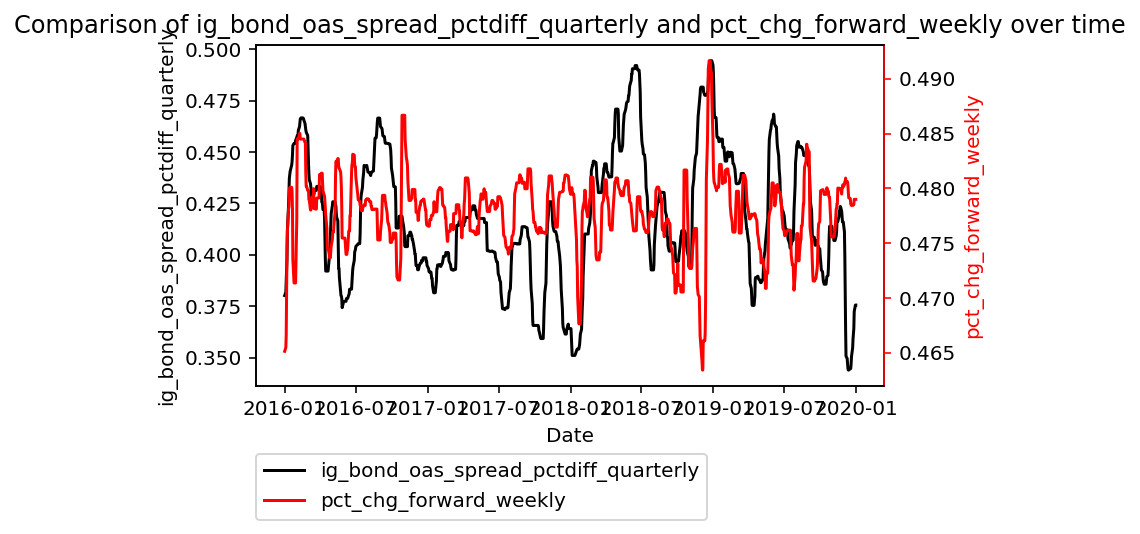 Comparison of ig_bond_oas_spread_pctdiff_quarterly and pct_chg_forward_weekly over time
ig_bond_oas_spread_pctdiff_quarterly
0.500
0.475
0.450
0.425
0.400
0.375
0.350
0.490
0.485
0.480
0.475
0.470
0.465
pct_chg_forward_weekly
2016-01 2016-07 2017-01 2017-07 2018-01 2018-07 2019-01 2019-07 2020-01
Date
ig_bond_oas_spread_pctdiff_quarterly
pct_chg_forward_weekly